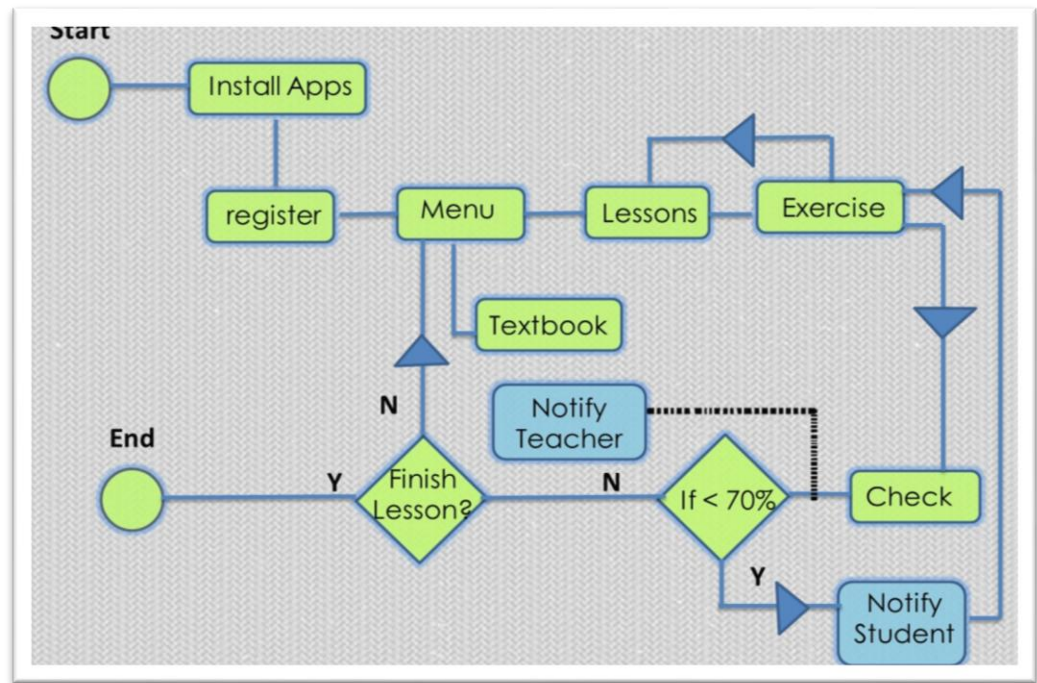 Start
Install Apps
register
Menu
Lessons
Exercise
Textbook
N
Notify
Teacher
End
Y
Finish
Lesson?
N
If < 70%
Check
Y
Notify
Student